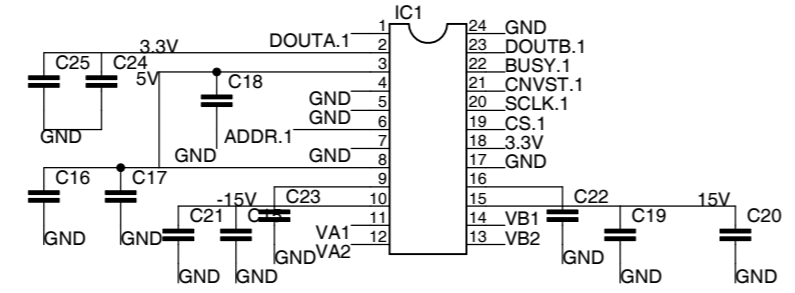 IC1
1 24 GND
DOUTA.1 2 23 DOUTB.1
3.3V
C25 C24 5V C18 3 22 BUSY.1
GND 4 21 CNVST.1
GND 5 20 SCLK.1
GND ADDR.1 6 19 CS.1
7 18 3.3V
GND GND 8 17 GND
C16 C17 9 16
-15V C23 10 15 C22 15V
C21 C15 11 14 VB1 C19 C20
GND GND VA1 12 13 VB2
GND VA2 GND
GND GND GND GND